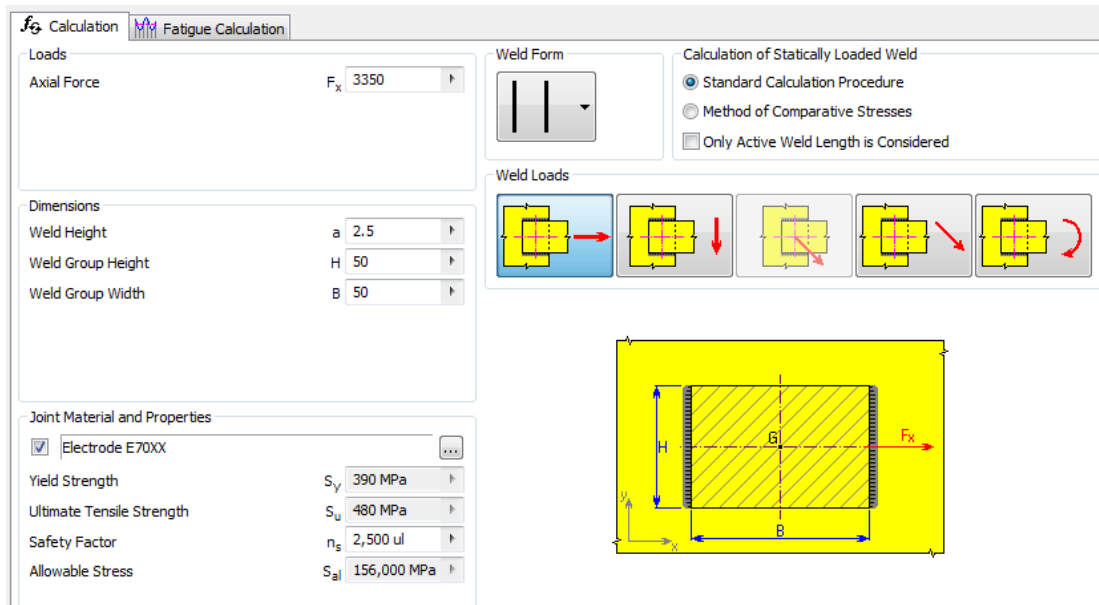 Calculation
Fatigue Calculation
Loads
Axial Force Fx 3350
Dimensions
Weld Height a 2.5
Weld Group Height H 50
Weld Group Width B 50
Joint Material and Properties
Electrode E70XX ...
Yield Strength Sy 390 MPa
Ultimate Tensile Strength Su 480 MPa
Safety Factor ns 2,500 ul
Allowable Stress Sal 156,000 MPa
Weld Form
Calculation of Statically Loaded Weld
Standard Calculation Procedure
Method of Comparative Stresses
Only Active Weld Length is Considered
Weld Loads
H
G
Fx
B
y
x